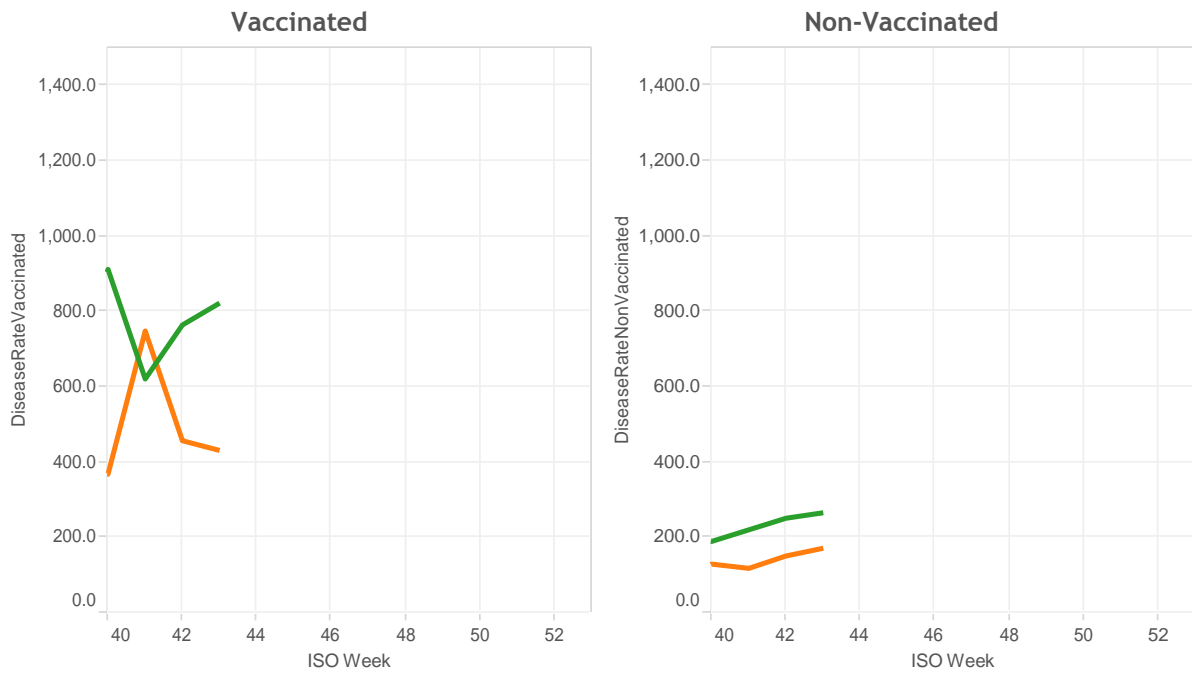 Vaccinated
1,400.0
1,200.0
1,000.0
800.0
600.0
400.0
200.0
0.0
DiseaseRateVaccinated
40 42 44 46 48 50 52
ISO Week
Non-Vaccinated
1,400.0
1,200.0
1,000.0
800.0
600.0
400.0
200.0
0.0
DiseaseRateNonVaccinated
40 42 44 46 48 50 52
ISO Week